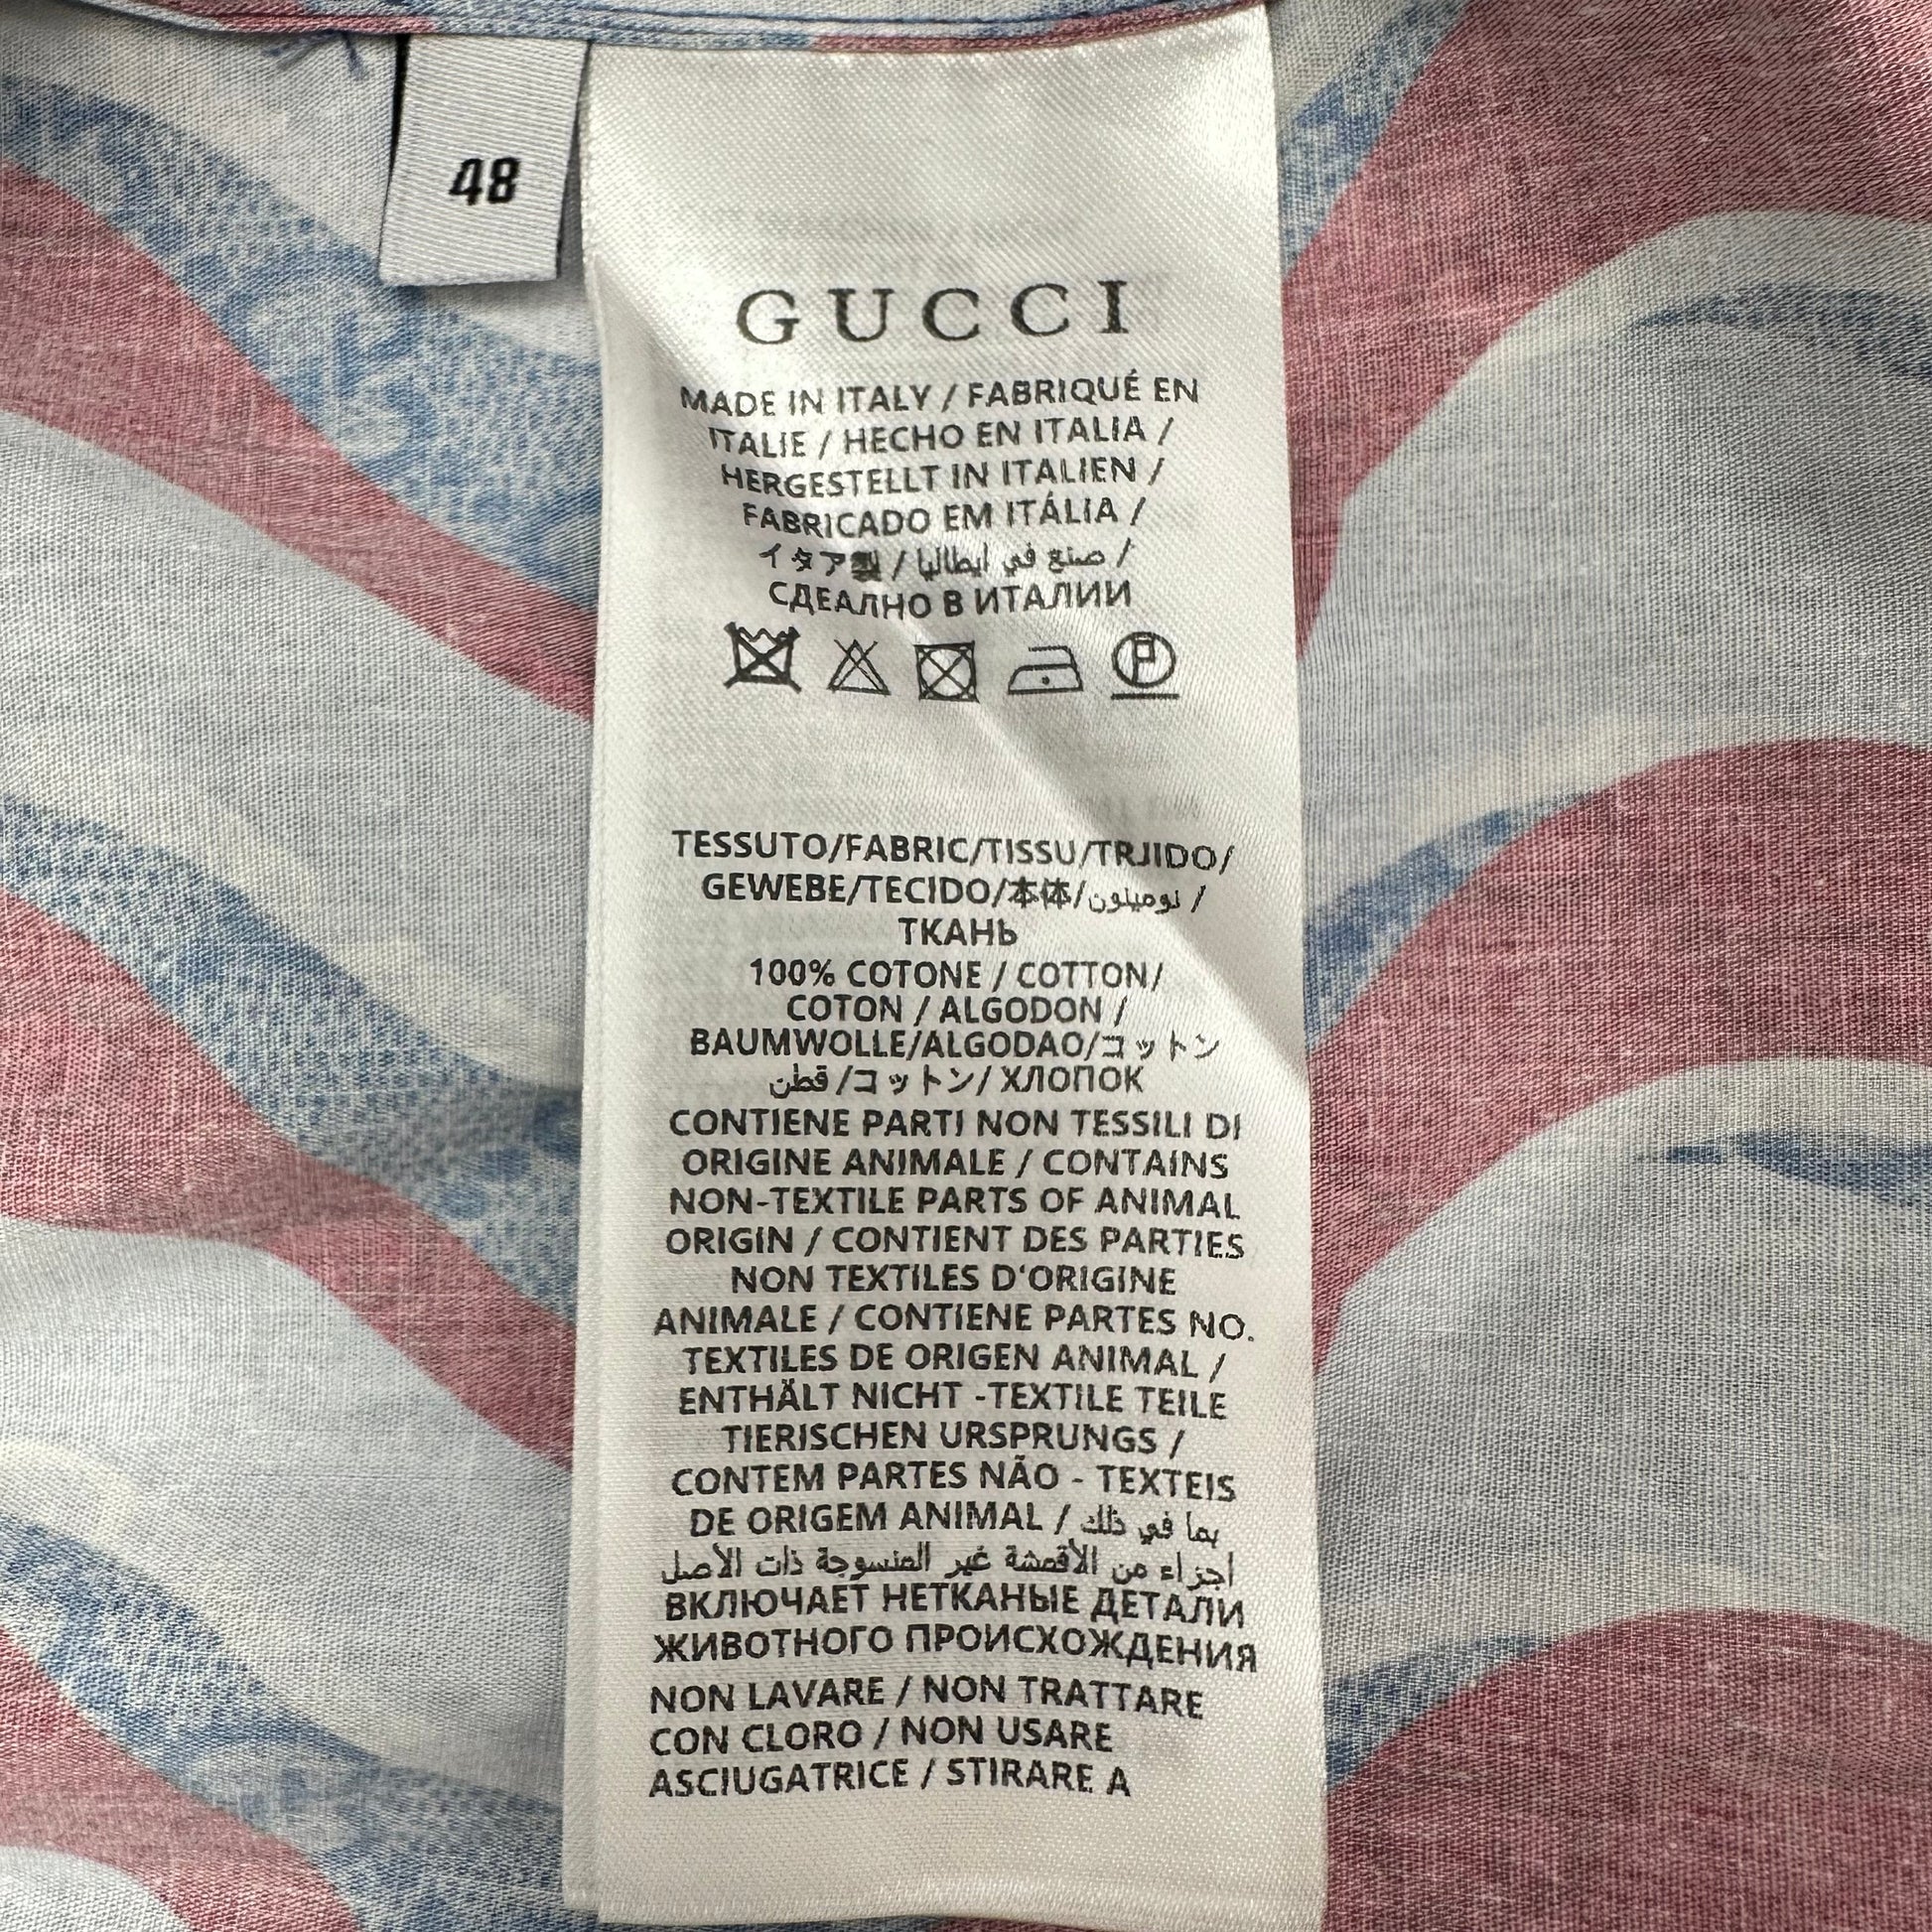 48
GUCCI
MADE IN ITALY / FABRIQUÉ EN
ITALIE / HECHO EN ITALIA /
HERGESTELLT IN ITALIEN /
FABRICADO EM ITÁLIA /
イタア製 / صنع في ايطاليا /
СДЕАЛНО В ИТАЛИИ
P
TESSUTO/FABRIC/TISSU/TRJIDO/
GEWEBE/TECIDO/本体/نوميلون /
ТКАНЬ
100% COTONE / COTTON/
COTON / ALGODON /
BAUMWOLLE/ALGODAO/コットン
قطن /コットン/ ХЛОПОК
CONTIENE PARTI NON TESSILI DI
ORIGINE ANIMALE / CONTAINS
NON-TEXTILE PARTS OF ANIMAL
ORIGIN / CONTIENT DES PARTIES
NON TEXTILES D'ORIGINE
ANIMALE / CONTIENE PARTES NO.
TEXTILES DE ORIGEN ANIMAL /
ENTHÄLT NICHT -TEXTILE TEILE
TIERISCHEN URSPRUNGS /
CONTEM PARTES NÃO - TEXTEIS
DE ORIGEM ANIMAL / بما في ذلك
اجزاء من الأقمشة غير المنسوجة ذات الأصل
ВКЛЮЧАЕТ НЕТКАНЫЕ ДЕТАЛИ
ЖИВОТНОГО ПРОИСХОЖДЕНИЯ
NON LAVARE / NON TRATTARE
CON CLORO / NON USARE
ASCIUGATRICE / STIRARE A